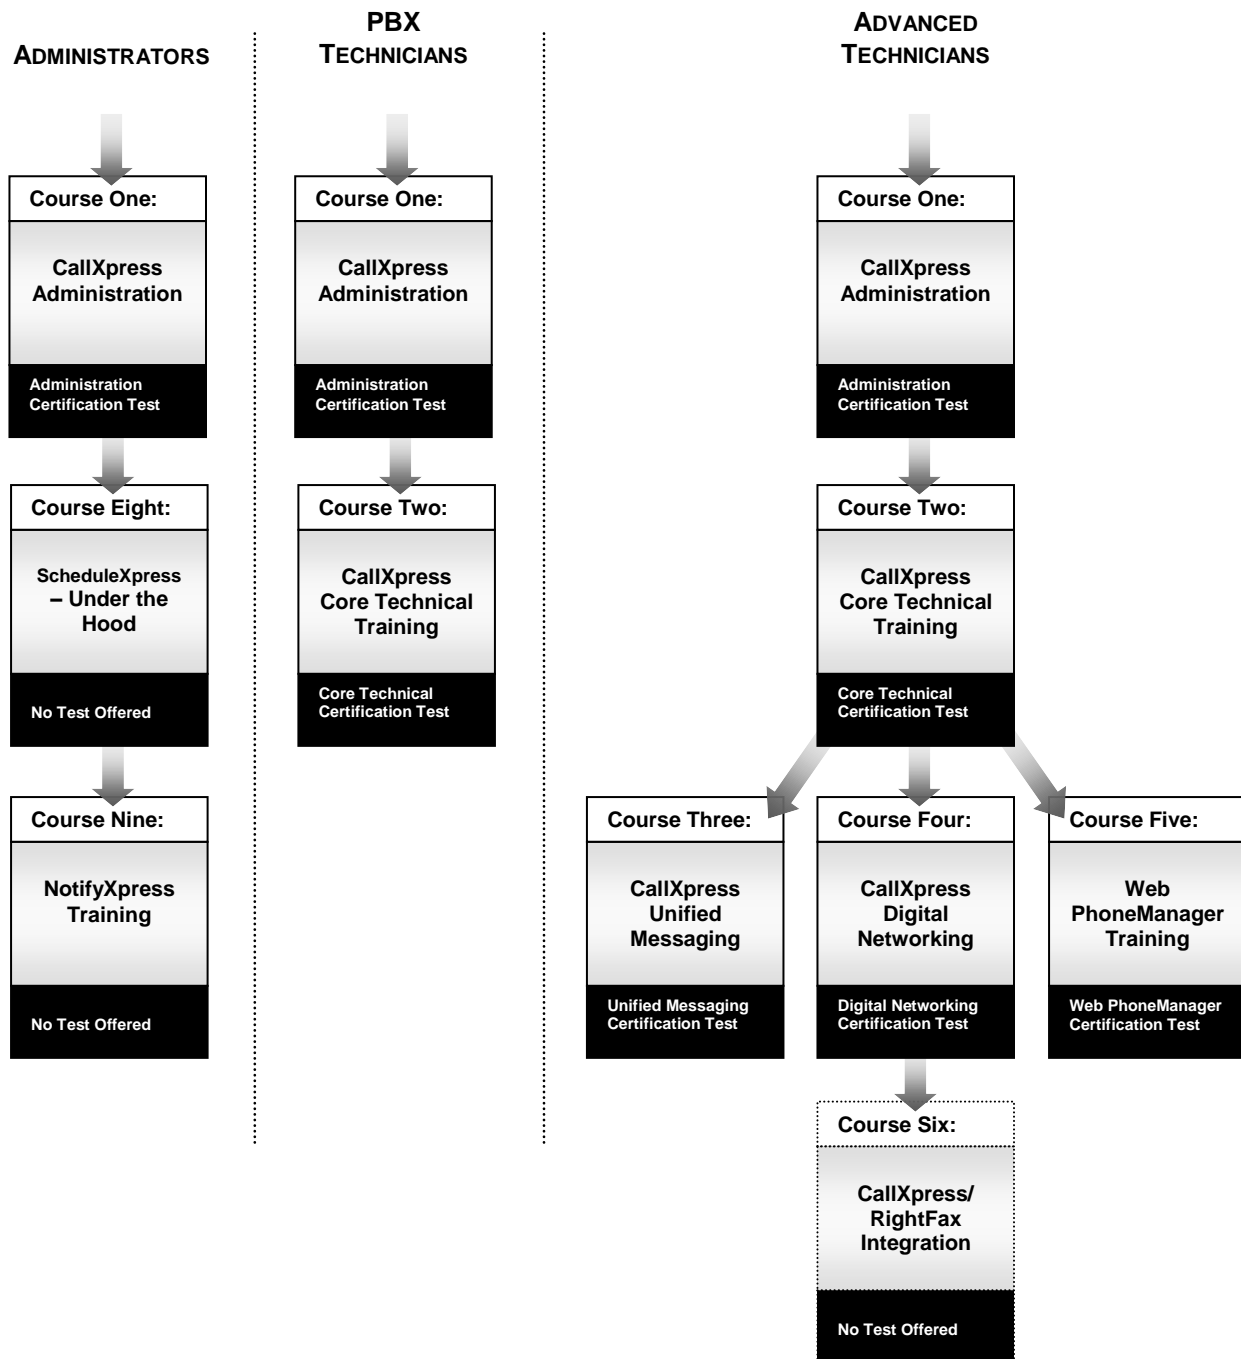 ADMINISTRATORS
Course One:
CallXpress
Administration
Administration
Certification Test
Course Eight:
ScheduleXpress
– Under the
Hood
No Test Offered
Course Nine:
NotifyXpress
Training
No Test Offered
PBX
TECHNICIANS
Course One:
CallXpress
Administration
Administration
Certification Test
Course Two:
CallXpress
Core Technical
Training
Core Technical
Certification Test
ADVANCED
TECHNICIANS
Course One:
CallXpress
Administration
Administration
Certification Test
Course Two:
CallXpress
Core Technical
Training
Core Technical
Certification Test
Course Three:
CallXpress
Unified
Messaging
Unified Messaging
Certification Test
Course Four:
CallXpress
Digital
Networking
Digital Networking
Certification Test
Course Five:
Web
PhoneManager
Training
Web PhoneManager
Certification Test
Course Six:
CallXpress/
RightFax
Integration
No Test Offered